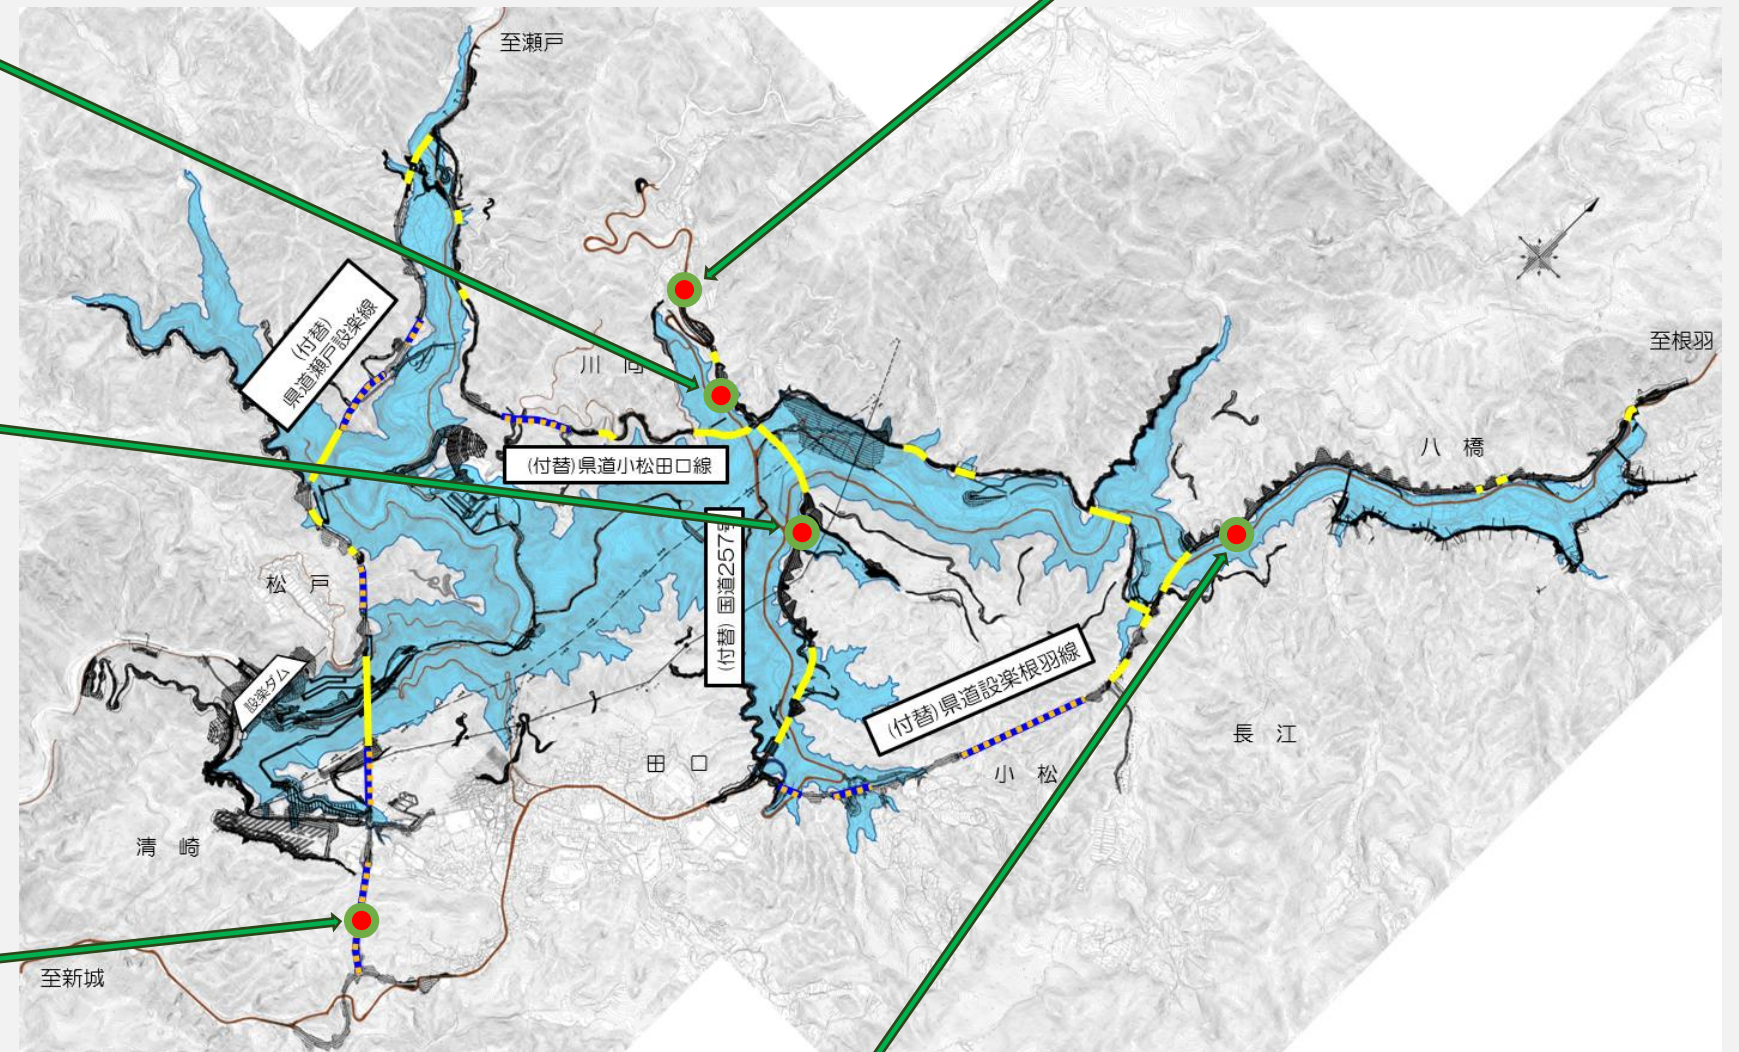 至瀬戸
(付替)
県道瀬戸設楽線
至根羽
川 向
八 橋
(付替)県道小松田口線
(付替) 国道257号
松 戸
設楽ダム
(付替)県道設楽根羽線
長 江
田 口
小 松
清 崎
至新城